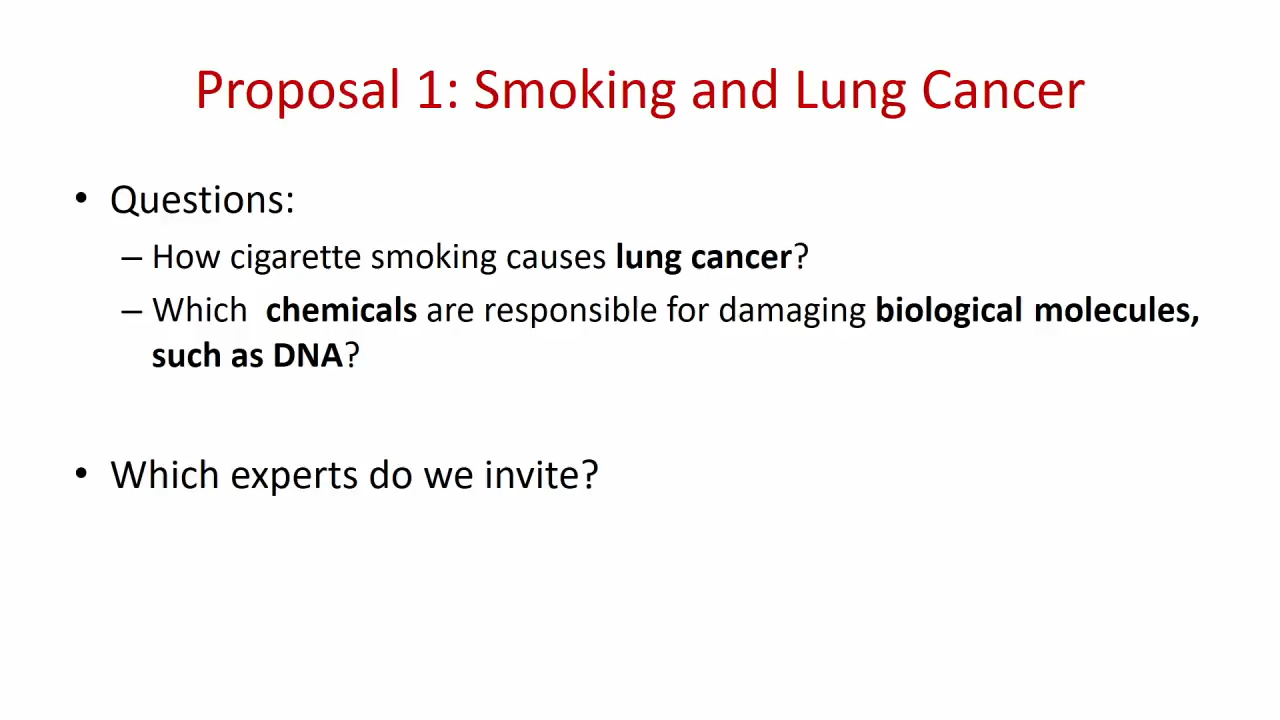 Proposal 1: Smoking and Lung Cancer
• Questions:
– How cigarette smoking causes lung cancer?
– Which  chemicals are responsible for damaging biological molecules,
such as DNA?
• Which experts do we invite?